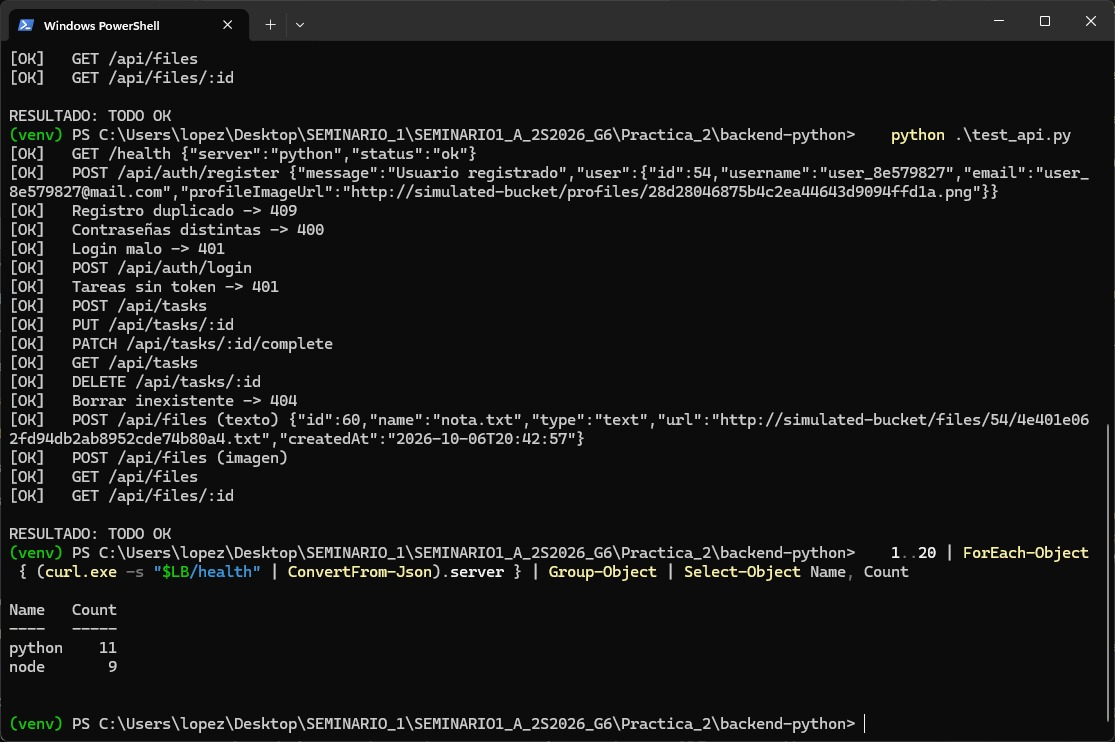 Windows PowerShell
[OK]   GET /api/files
[OK]   GET /api/files/:id
RESULTADO: TODO OK
(venv) PS C:\Users\lopez\Desktop\SEMINARIO_1\SEMINARIO1_A_2S2026_G6\Practica_2\backend-python>    python .\test_api.py
[OK]   GET /health {"server":"python","status":"ok"}
[OK]   POST /api/auth/register {"message":"Usuario registrado","user":{"id":54,"username":"user_8e579827","email":"user_
8e579827@mail.com","profileImageUrl":"http://simulated-bucket/profiles/28d28046875b4c2ea44643d9094ffd1a.png"}}
[OK]   Registro duplicado -> 409
[OK]   Contraseñas distintas -> 400
[OK]   Login malo -> 401
[OK]   POST /api/auth/login
[OK]   Tareas sin token -> 401
[OK]   POST /api/tasks
[OK]   PUT /api/tasks/:id
[OK]   PATCH /api/tasks/:id/complete
[OK]   GET /api/tasks
[OK]   DELETE /api/tasks/:id
[OK]   Borrar inexistente -> 404
[OK]   POST /api/files (texto) {"id":60,"name":"nota.txt","type":"text","url":"http://simulated-bucket/files/54/4e401e06
2fd94db2ab8952cde74b80a4.txt","createdAt":"2026-10-06T20:42:57"}
[OK]   POST /api/files (imagen)
[OK]   GET /api/files
[OK]   GET /api/files/:id
RESULTADO: TODO OK
(venv) PS C:\Users\lopez\Desktop\SEMINARIO_1\SEMINARIO1_A_2S2026_G6\Practica_2\backend-python>    1..20 | ForEach-Object
{ (curl.exe -s "$LB/health" | ConvertFrom-Json).server } | Group-Object | Select-Object Name, Count
Name   Count
----   -----
python    11
node       9
(venv) PS C:\Users\lopez\Desktop\SEMINARIO_1\SEMINARIO1_A_2S2026_G6\Practica_2\backend-python>